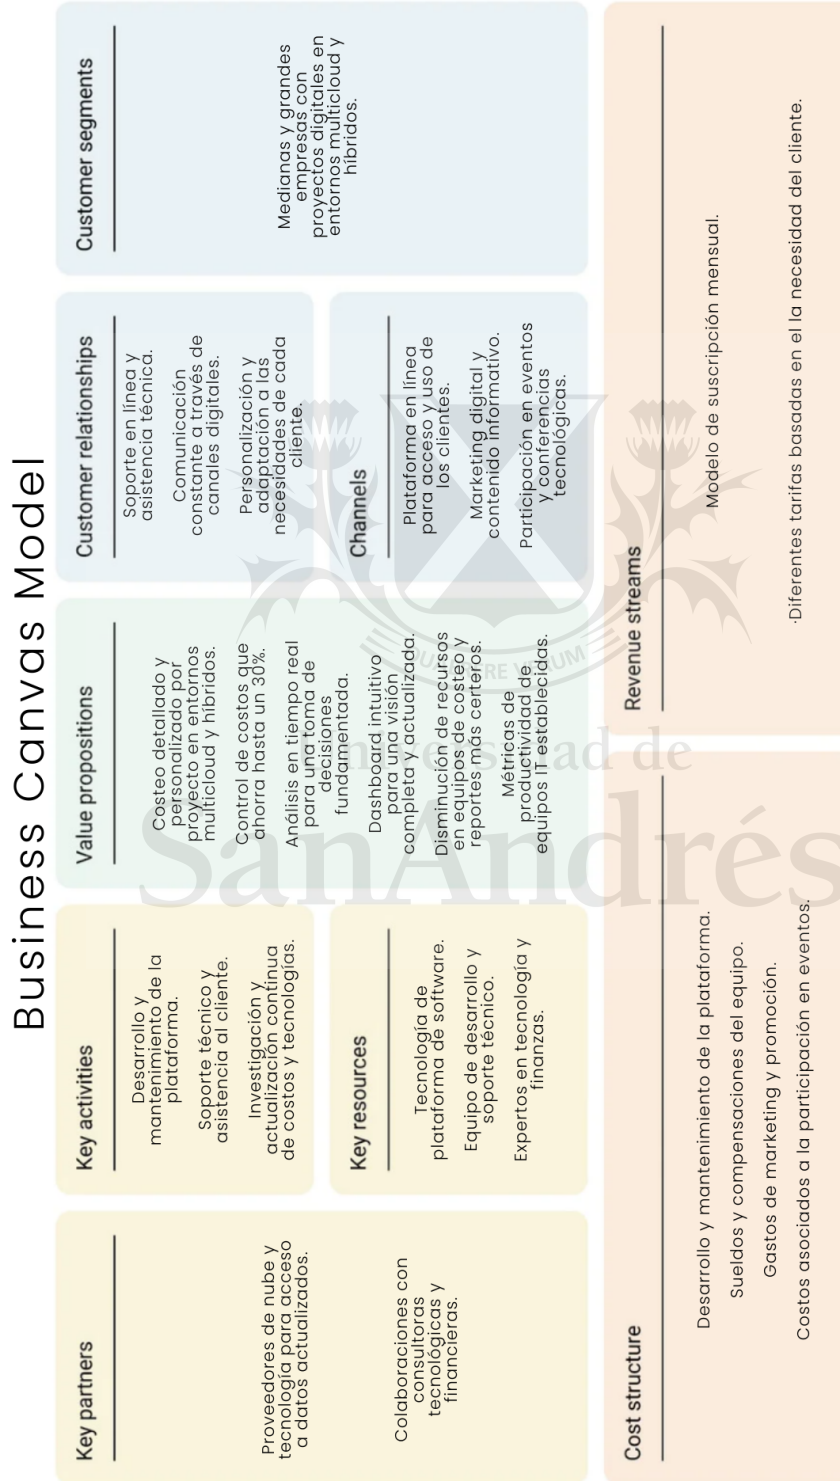 Business Canvas Model
Key partners
Proveedores de nube y
tecnología para acceso
a datos actualizados.
Colaboraciones con
consultoras
tecnológicas y
financieras.
Key activities
Desarrollo y
mantenimiento de la
plataforma.
Soporte técnico y
asistencia al cliente.
Investigación y
actualización continua
de costos y tecnologías.
Key resources
Tecnología de
plataforma de software.
Equipo de desarrollo y
soporte técnico.
Expertos en tecnología y
finanzas.
Value propositions
Costeo detallado y
personalizado por
proyecto en entornos
multicloud y híbridos.
Control de costos que
ahorra hasta un 30%.
Análisis en tiempo real
para una toma de
decisiones
fundamentada.
Dashboard intuitivo
para una visión
completa y actualizada.
Disminución de recursos
en equipos de costeo y
reportes más certeros.
Métricas de
productividad de
equipos IT establecidas.
Customer relationships
Soporte en línea y
asistencia técnica.
Comunicación
constante a través de
canales digitales.
Personalización y
adaptación a las
necesidades de cada
cliente.
Channels
Plataforma en línea
para acceso y uso de
los clientes.
Marketing digital y
contenido informativo.
Participación en eventos
y conferencias
tecnológicas.
Customer segments
Medianas y grandes
empresas con
proyectos digitales en
entornos multicloud y
híbridos.
Cost structure
Desarrollo y mantenimiento de la plataforma.
Sueldos y compensaciones del equipo.
Gastos de marketing y promoción.
Costos asociados a la participación en eventos.
Revenue streams
Modelo de suscripción mensual.
·Diferentes tarifas basadas en el la necesidad del cliente.
Universidad de
SanAndrés